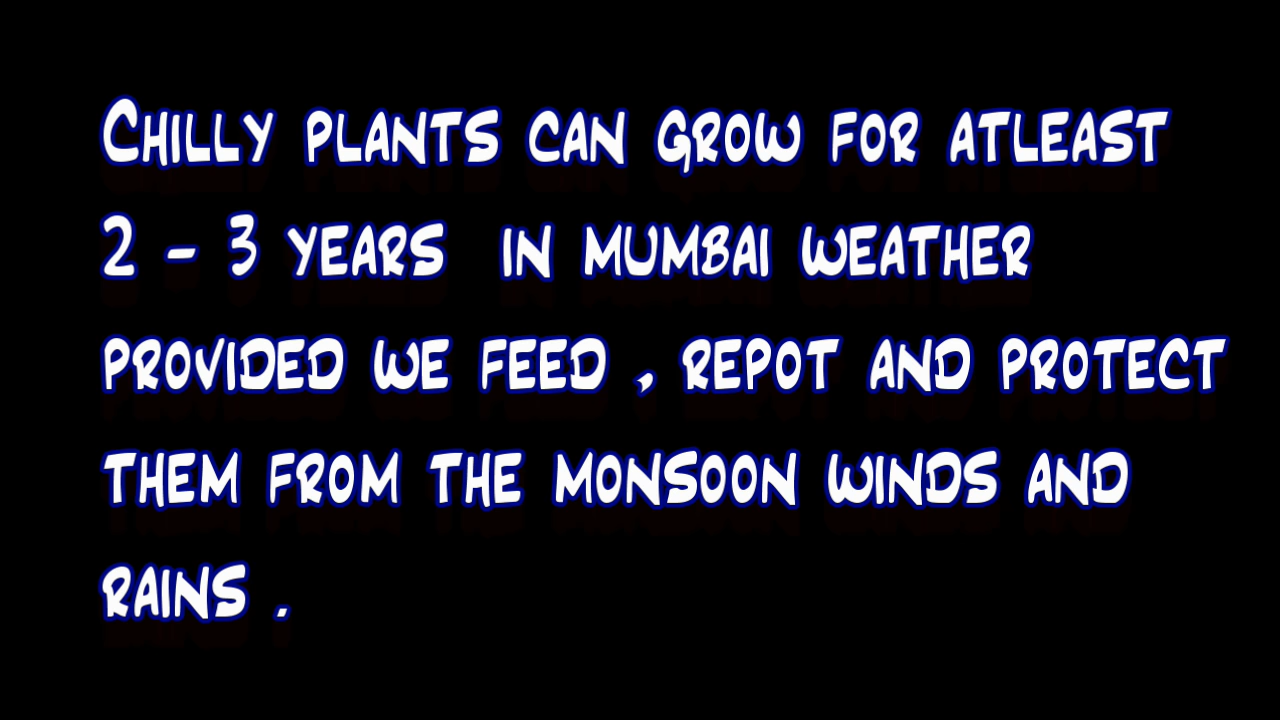 Chilly plants can grow for atleast
2 - 3 years  in mumbai weather
provided we feed , repot and protect
them from the monsoon winds and
rains .